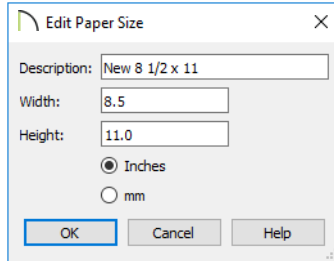 Edit Paper Size
Description: New 8 1/2 x 11
Width: 8.5
Height: 11.0
Inches
mm
OK Cancel Help